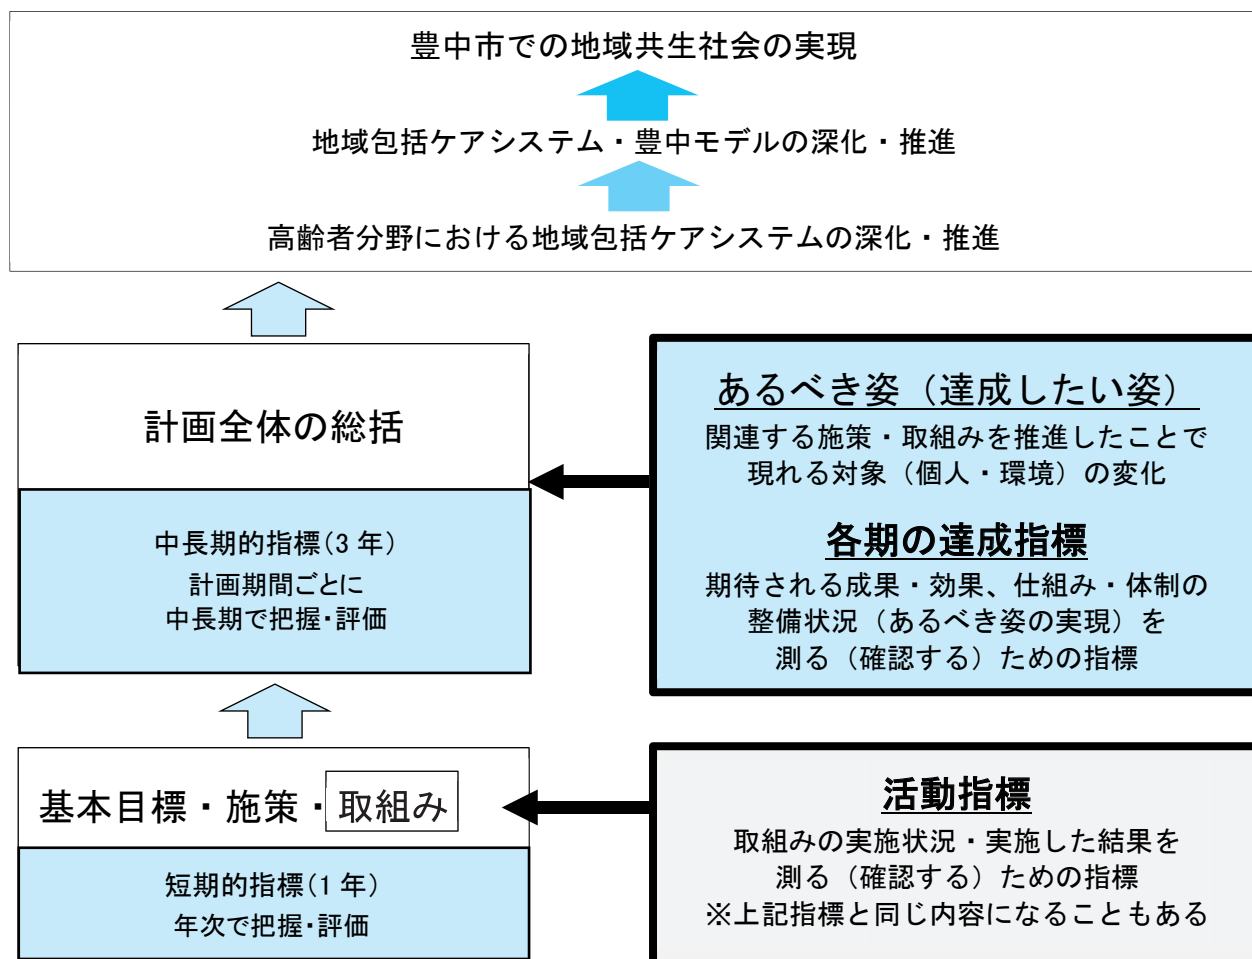 豊中市での地域共生社会の実現
地域包括ケアシステム・豊中モデルの深化・推進
高齢者分野における地域包括ケアシステムの深化・推進
計画全体の総括
中長期的指標(3年)
計画期間ごとに
中長期で把握・評価
あるべき姿(達成したい姿)
関連する施策・取組みを推進したことで
現れる対象(個人・環境)の変化
各期の達成指標
期待される成果・効果、仕組み・体制の
整備状況(あるべき姿の実現)を
測る(確認する)ための指標
基本目標・施策・取組み
短期的指標(1年)
年次で把握・評価
活動指標
取組みの実施状況・実施した結果を
測る(確認する)ための指標
※上記指標と同じ内容になることもある